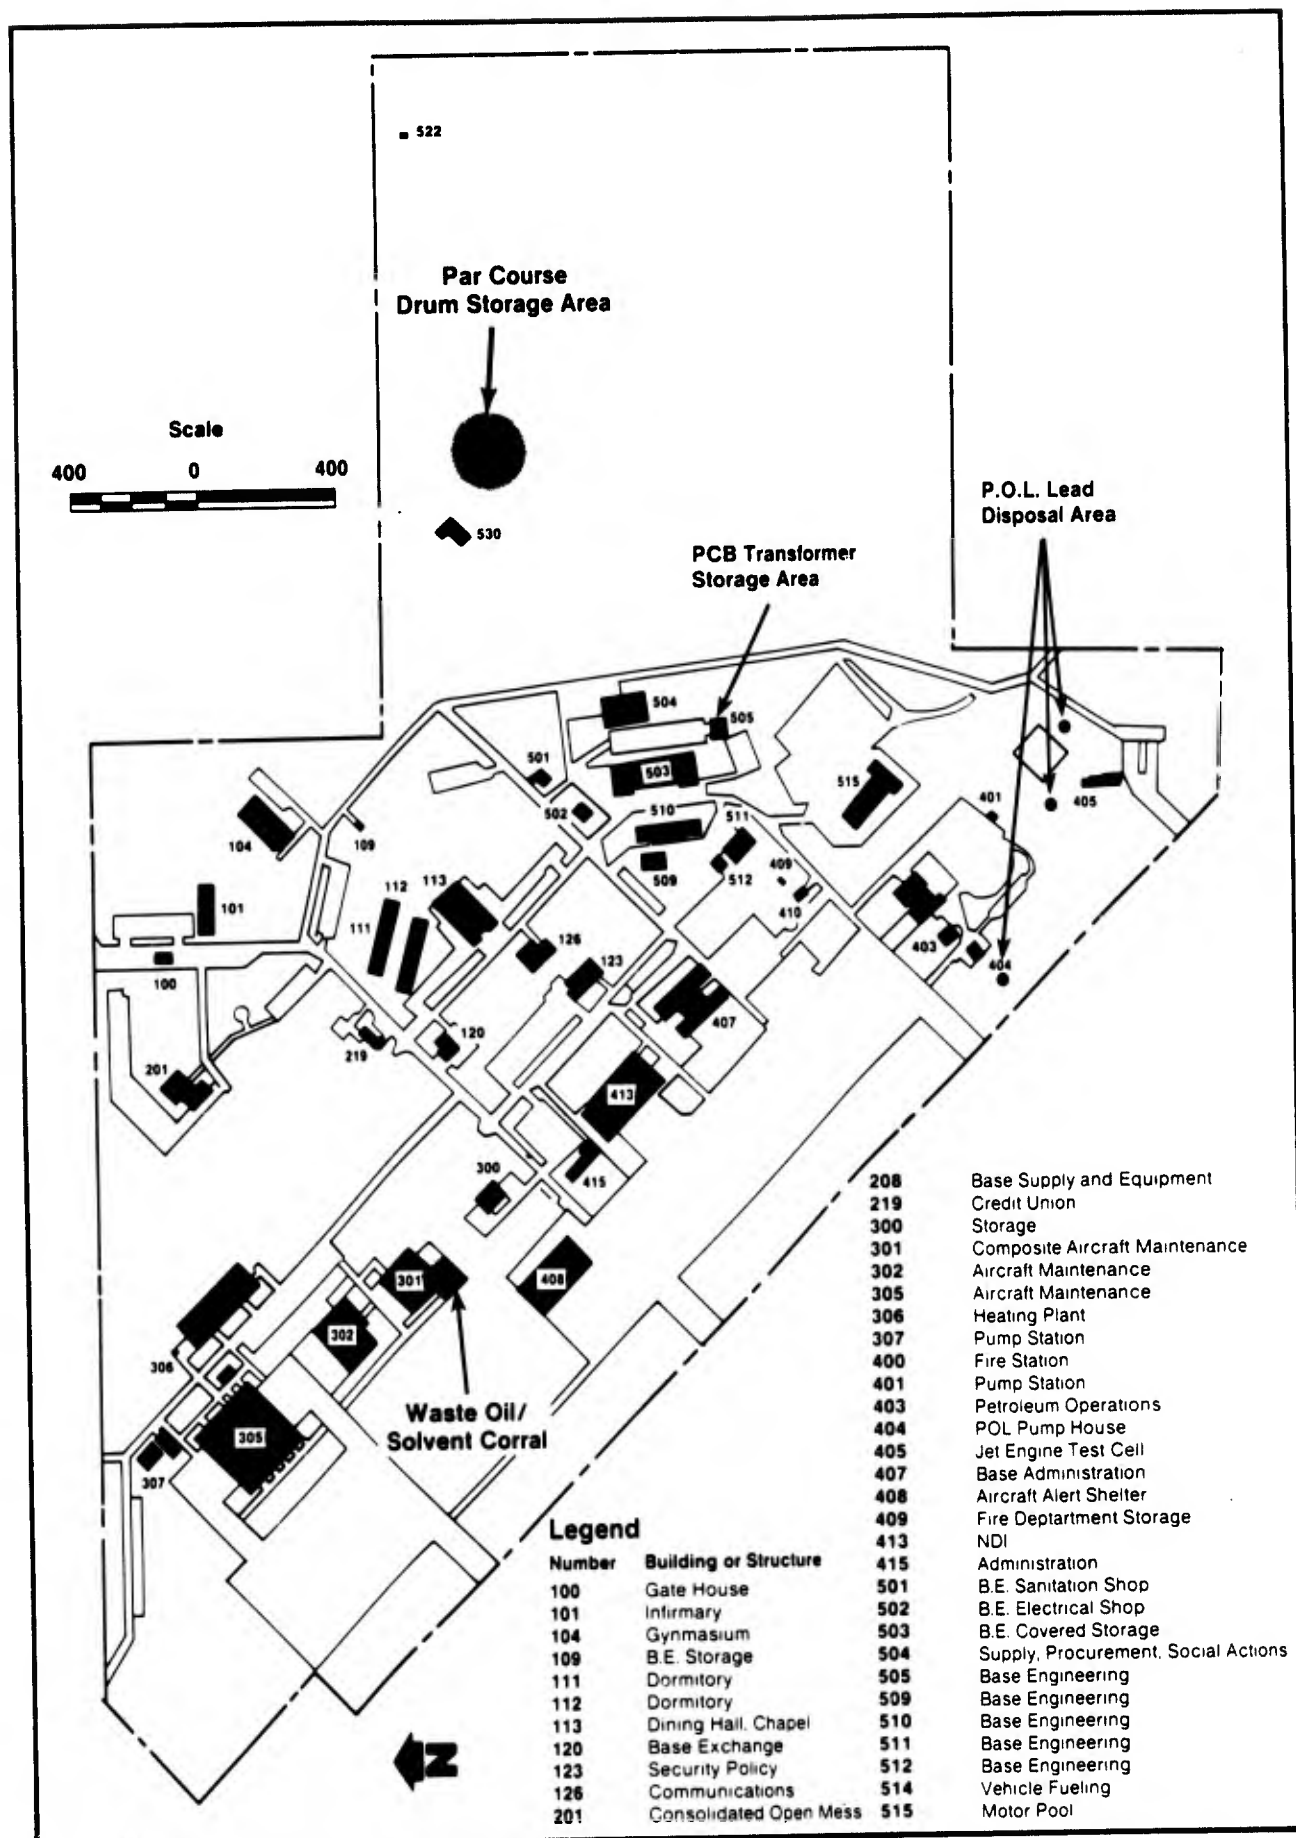 522
Par Course
Drum Storage Area
Scale
400 0 400
530
P.O.L. Lead
Disposal Area
PCB Transformer
Storage Area
504
505
501
503
515
405
401
502
510
511
104
109
509
512
409
410
112
113
101
111
126
123
403
404
100
407
219
120
201
413
300
415
301
408
302
306
305
307
Waste Oil/
Solvent Corral
N
Legend
Number Building or Structure
100 Gate House
101 Infirmary
104 Gynmasium
109 B.E. Storage
111 Dormitory
112 Dormitory
113 Dining Hall, Chapel
120 Base Exchange
123 Security Policy
126 Communications
201 Consolidated Open Mess
208 Base Supply and Equipment
219 Credit Union
300 Storage
301 Composite Aircraft Maintenance
302 Aircraft Maintenance
305 Aircraft Maintenance
306 Heating Plant
307 Pump Station
400 Fire Station
401 Pump Station
403 Petroleum Operations
404 POL Pump House
405 Jet Engine Test Cell
407 Base Administration
408 Aircraft Alert Shelter
409 Fire Deptartment Storage
413 NDI
415 Administration
501 B.E. Sanitation Shop
502 B.E. Electrical Shop
503 B.E. Covered Storage
504 Supply, Procurement, Social Actions
505 Base Engineering
509 Base Engineering
510 Base Engineering
511 Base Engineering
512 Base Engineering
514 Vehicle Fueling
515 Motor Pool